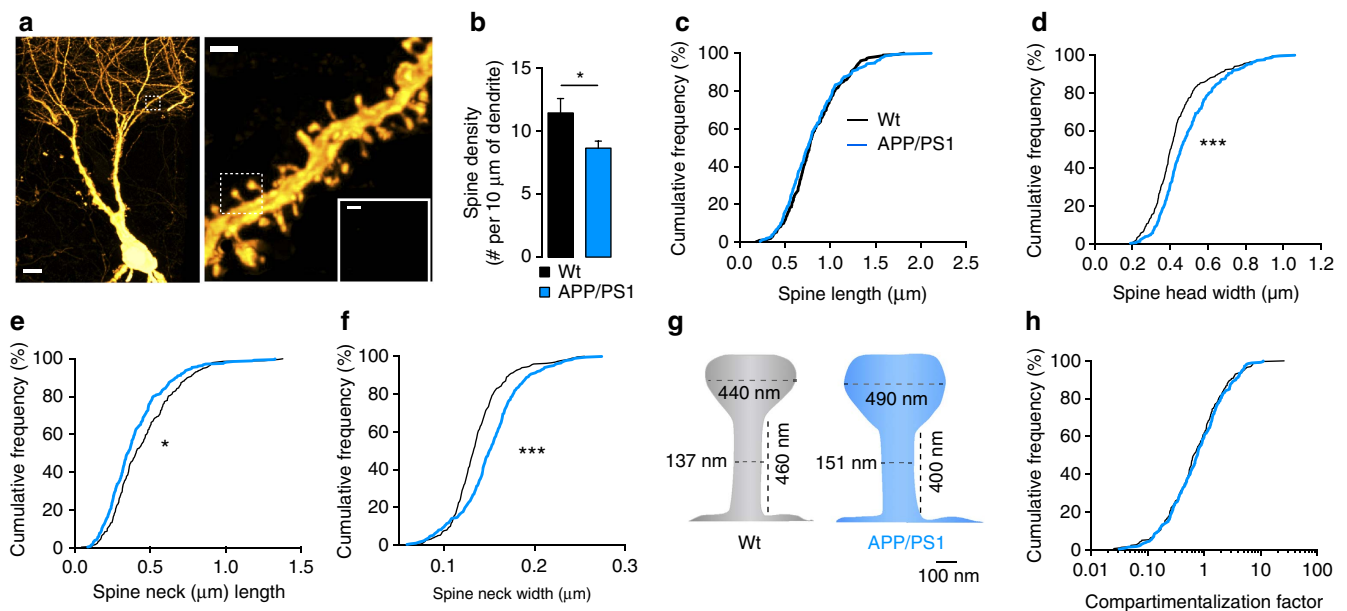 a
b
Spine density
(# per 10 μm of dendrite)
15
10
5
0
*
Wt
APP/PS1
c
Cumulative frequency (%)
100
80
60
40
20
0
Wt
APP/PS1
0.0 0.5 1.0 1.5 2.0 2.5
Spine length (μm)
d
Cumulative frequency (%)
100
80
60
40
20
0
***
0.0 0.2 0.4 0.6 0.8 1.0 1.2
Spine head width (μm)
e
Cumulative frequency (%)
100
80
60
40
20
0
*
0.0 0.5 1.0 1.5
Spine neck (μm) length
f
Cumulative frequency (%)
100
80
60
40
20
0
***
0.1 0.2 0.3
Spine neck width (μm)
g
440 nm
137 nm
460 nm
Wt
490 nm
151 nm
400 nm
APP/PS1
100 nm
h
Cumulative frequency (%)
100
80
60
40
20
0
0.01 0.10 1 10 100
Compartimentalization factor